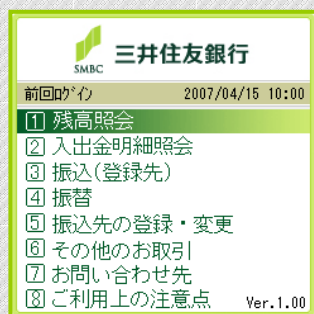 SMBC 三井住友銀行
前回ﾛｸﾞｲﾝ 2007/04/15 10:00
1 残高照会
2 入出金明細照会
3 振込(登録先)
4 振替
5 振込先の登録・変更
6 その他のお取引
7 お問い合わせ先
8 ご利用上の注意点 Ver.1.00